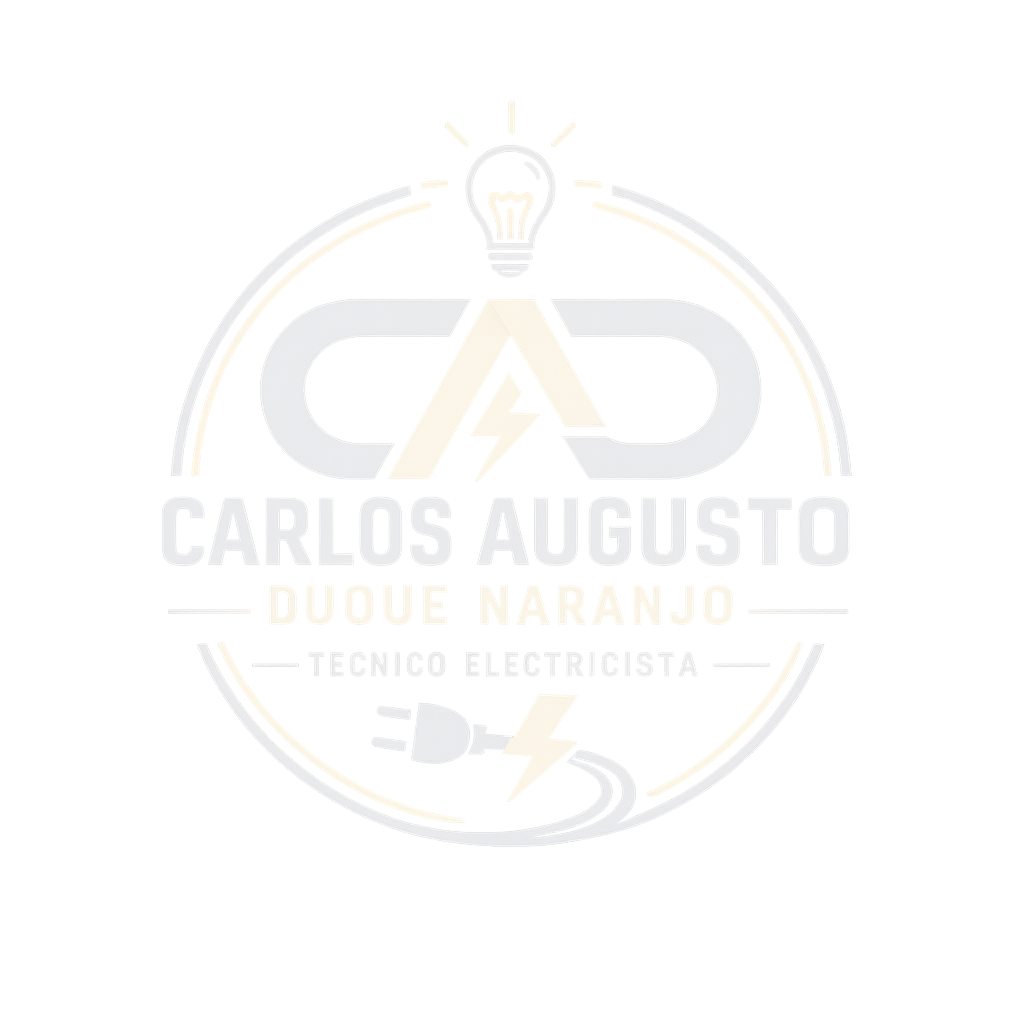 CAD
CARLOS AUGUSTO
DUQUE NARANJO
TECNICO ELECTRICISTA